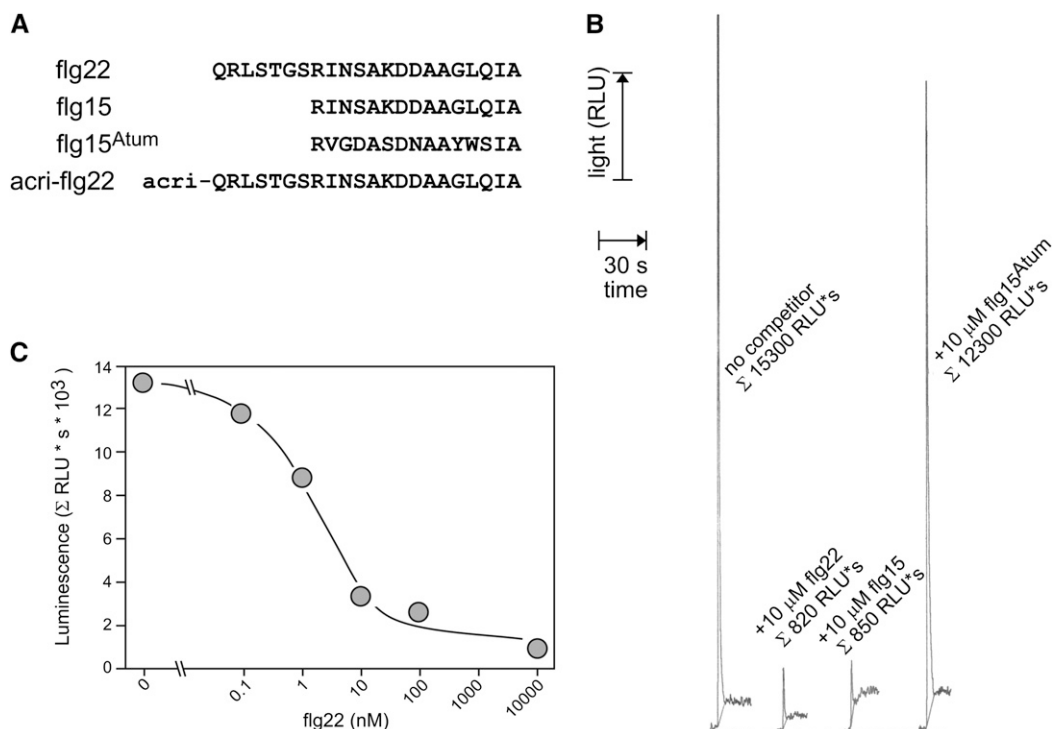 A
flg22 QRLSTGSRINSAKDDAAGLQIA
flg15 RINSAKDDAAGLQIA
flg15Atum RVGDASDNAAYWSIA
acri-flg22 acri-QRLSTGSRINSAKDDAAGLQIA
B
light (RLU)
30 s
time
no competitor
Σ 15300 RLU*s
+10 µM flg22
Σ 820 RLU*s
+10 µM flg15
Σ 850 RLU*s
+10 µM flg15Atum
Σ 12300 RLU*s
C
Luminescence (Σ RLU * s * 10³)
14
12
10
8
6
4
2
0
0 0.1 1 10 100 1000 10000
flg22 (nM)